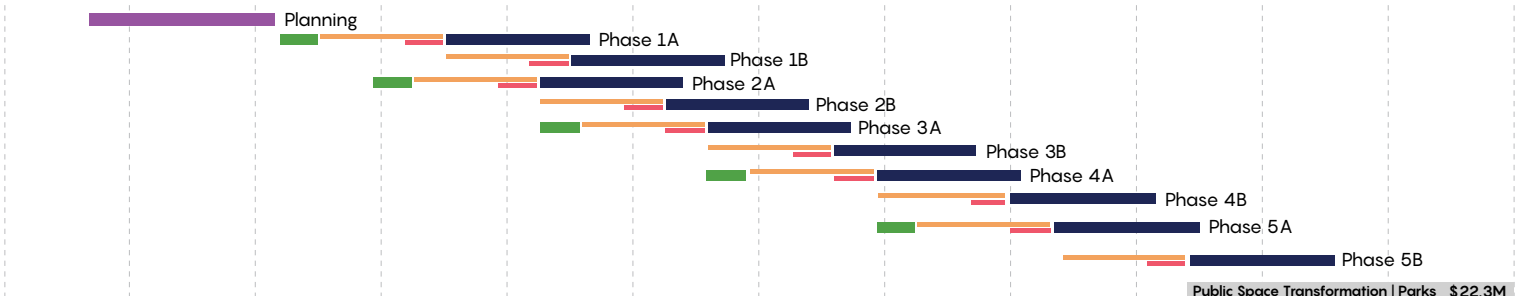 Planning
Phase 1A
Phase 1B
Phase 2A
Phase 2B
Phase 3A
Phase 3B
Phase 4A
Phase 4B
Phase 5A
Phase 5B
Public Space Transformation | Parks $22.3M